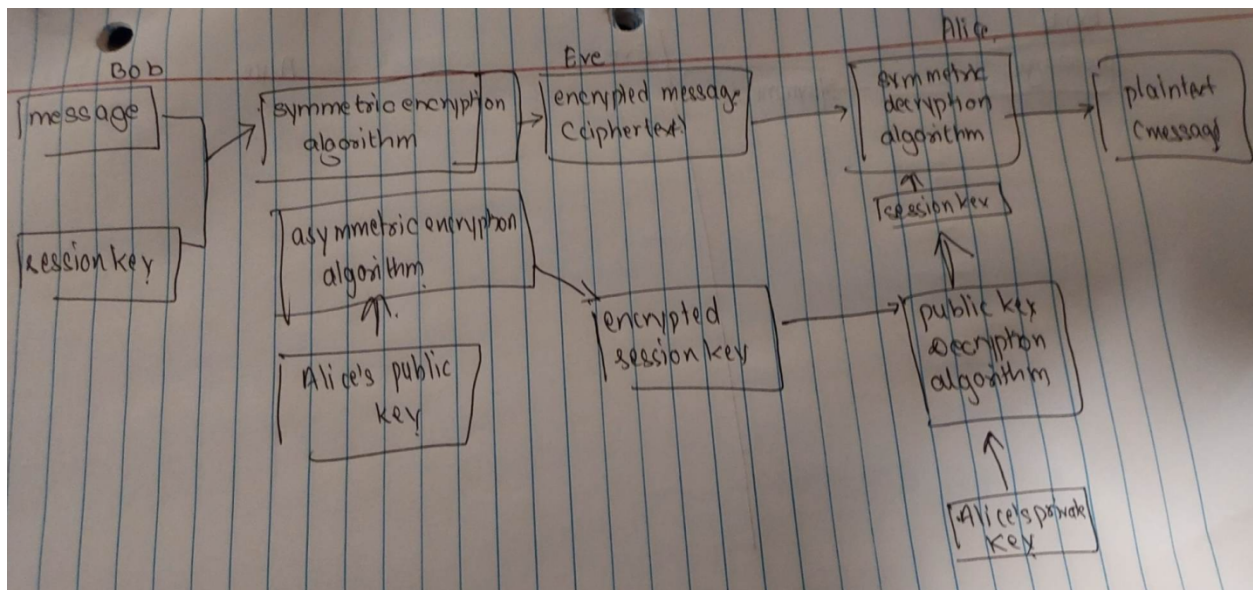 Bob
Eve
Alice
message
symmetric encryption
algorithm
encrypted message
(ciphertext)
symmetric
decryption
algorithm
plaintext
(message
session key
asymmetric encryption
algorithm
session key
Alice's public
key
encrypted
session key
public key
Decryption
algorithm
Alice's private
key